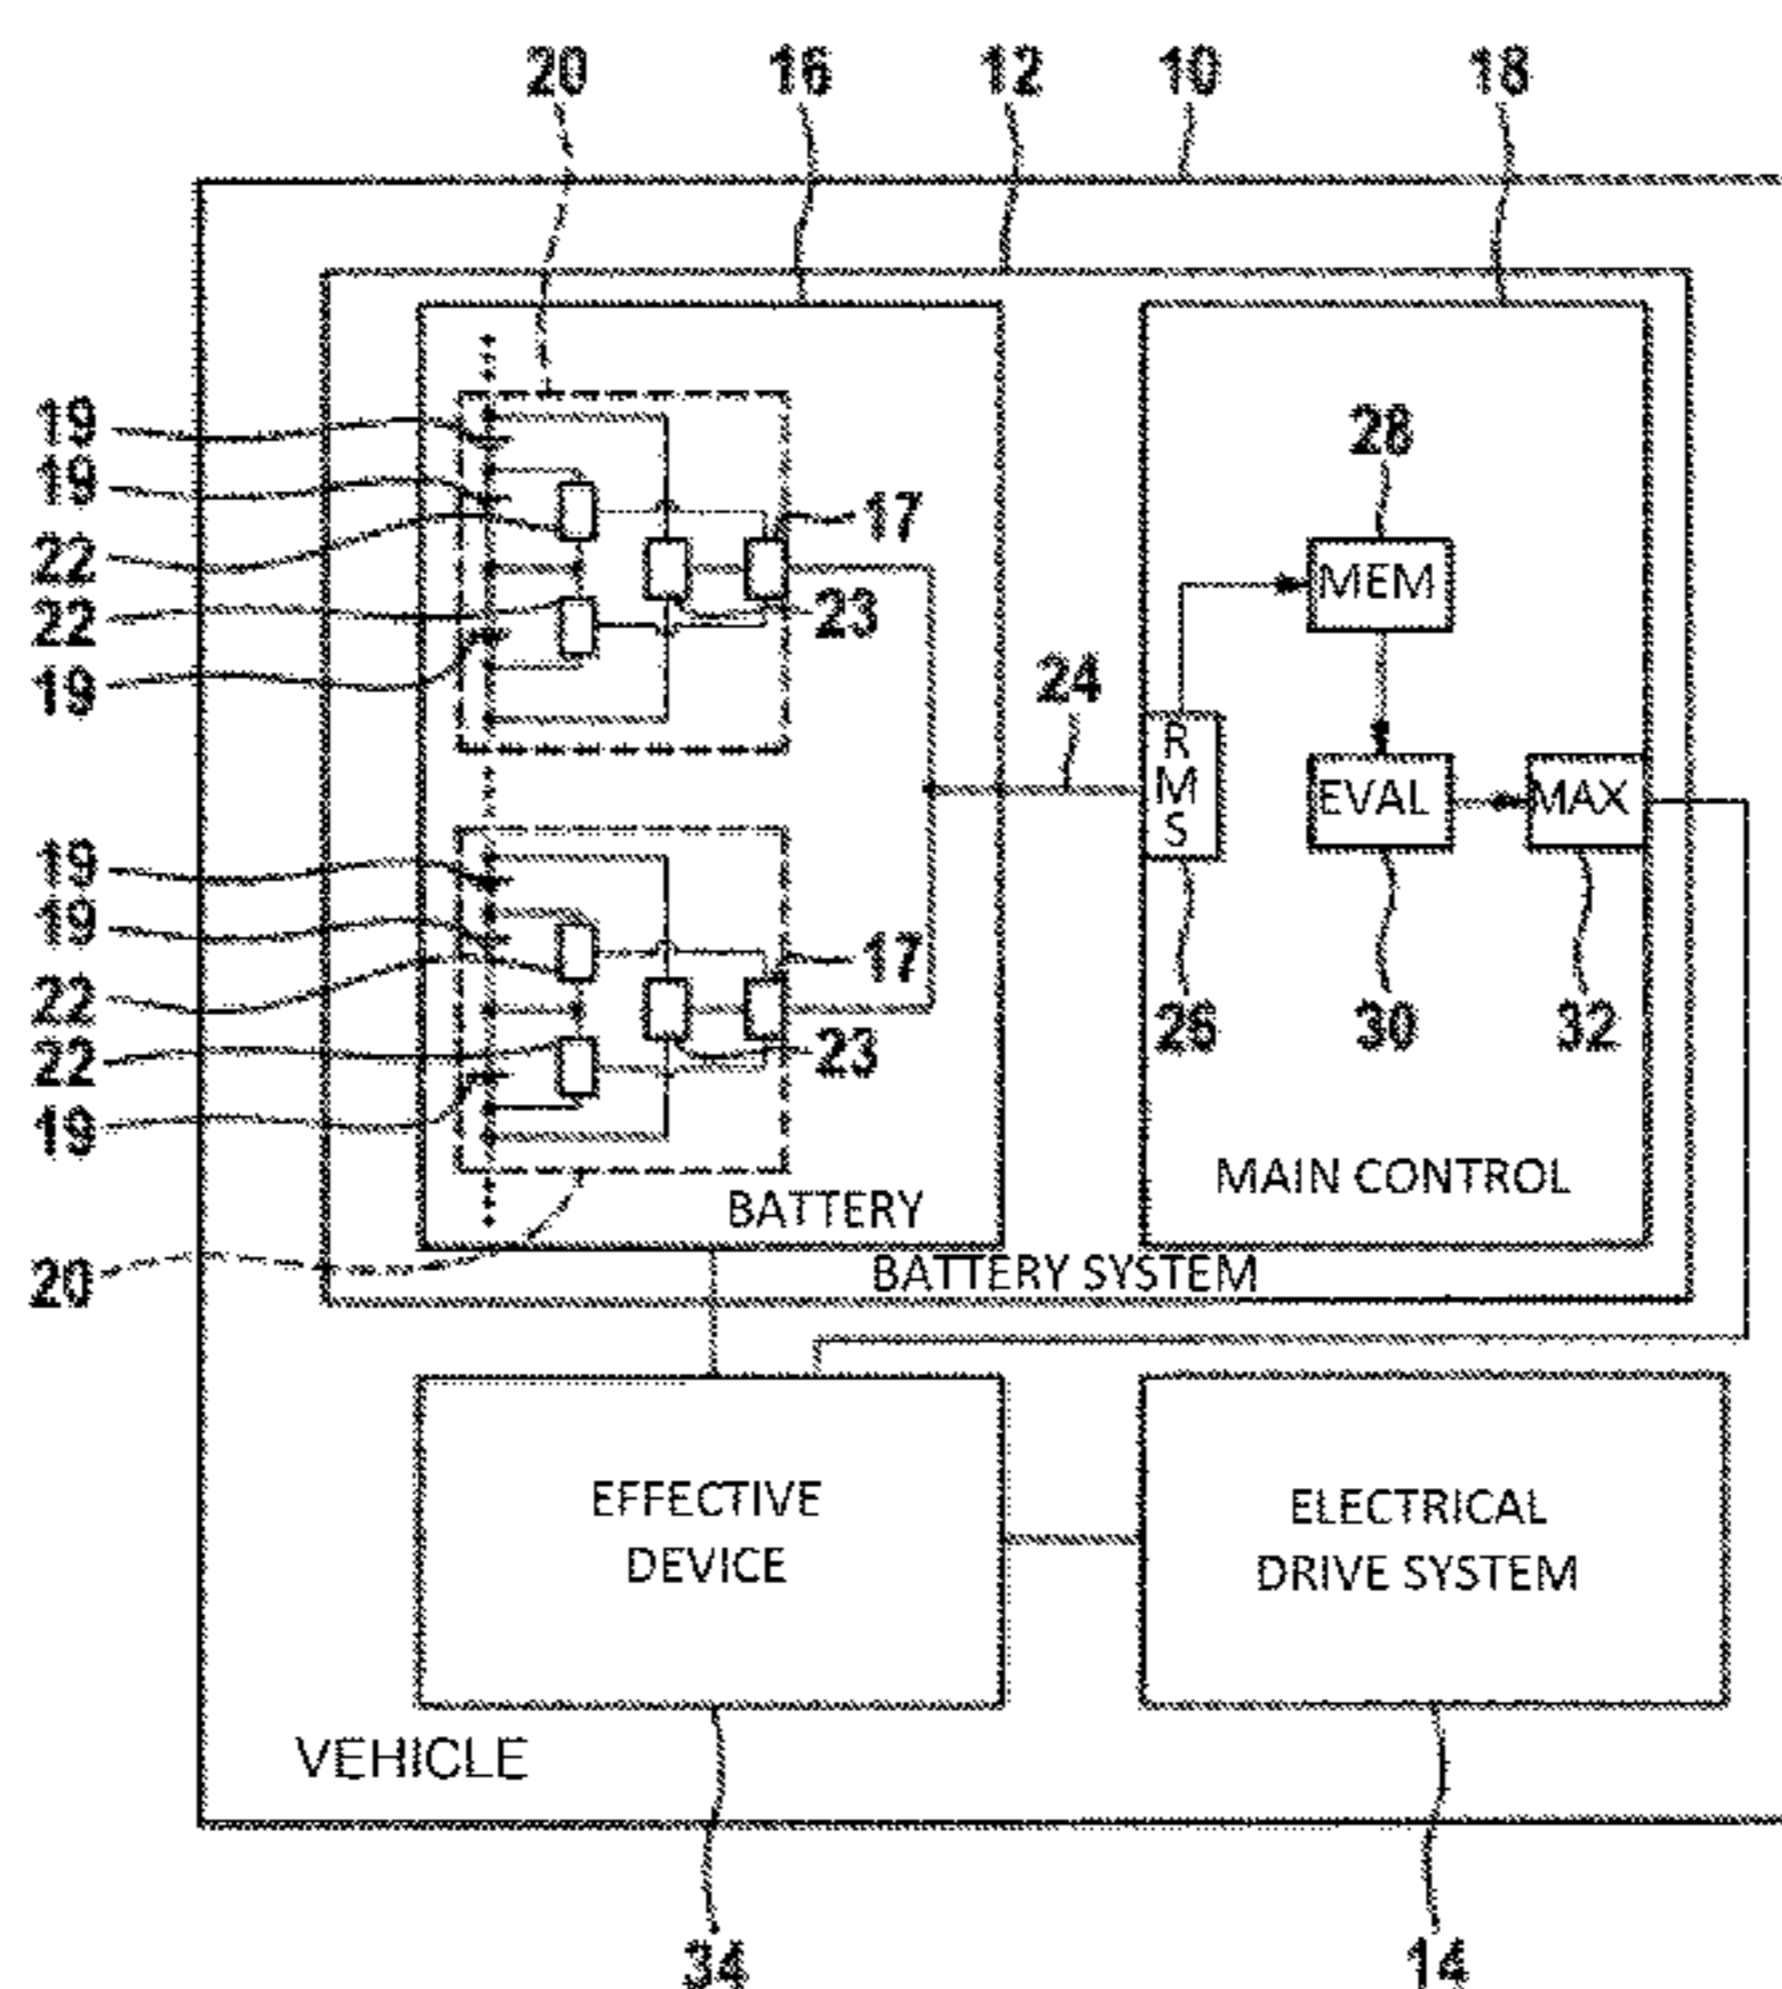 20 16 12 10 18
19
19
22
22
19
17
23
28
MEM
24
R
M
S
EVAL
MAX
19
19
22
22
19
17
23
26
30
32
MAIN CONTROL
BATTERY
20
BATTERY SYSTEM
EFFECTIVE
DEVICE
ELECTRICAL
DRIVE SYSTEM
VEHICLE
34
14